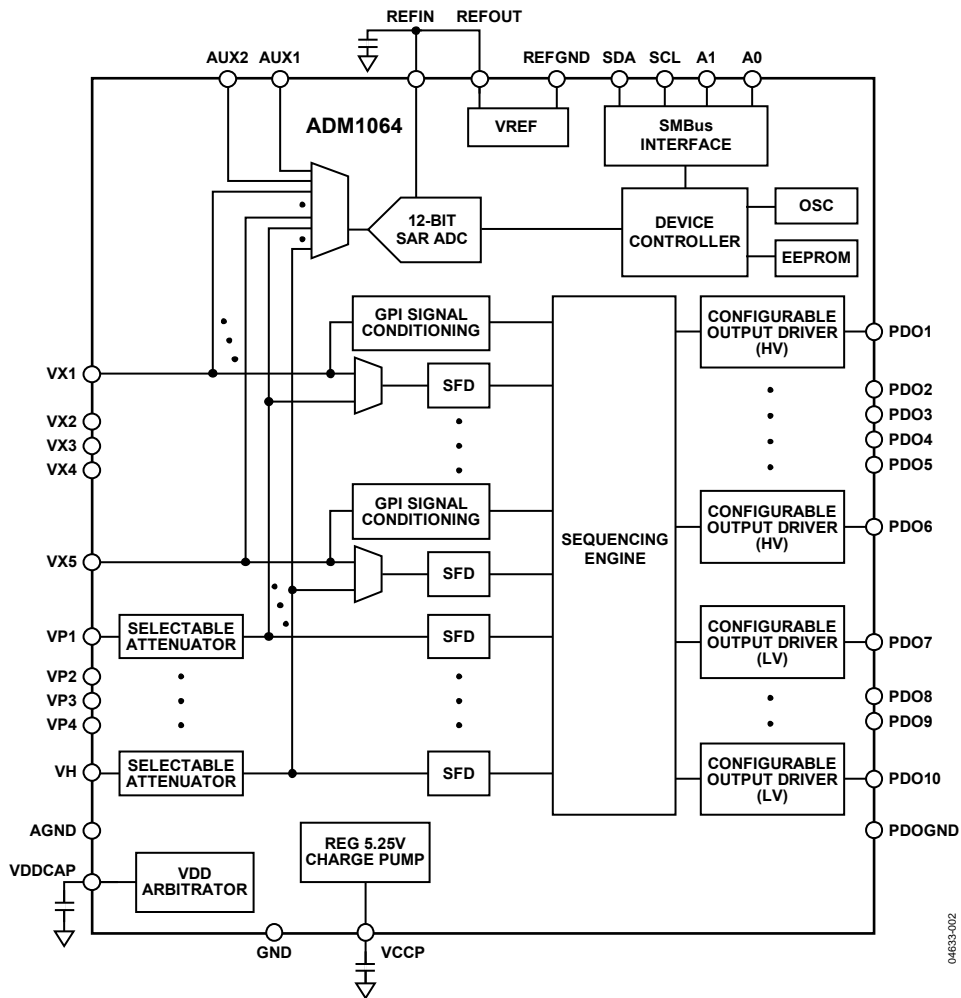 REFIN REFOUT
AUX2 AUX1
REFGND SDA SCL A1 A0
ADM1064
VREF
SMBus
INTERFACE
12-BIT
SAR ADC
DEVICE
CONTROLLER
OSC
EEPROM
GPI SIGNAL
CONDITIONING
CONFIGURABLE
OUTPUT DRIVER
(HV)
PDO1
VX1
SFD
PDO2
VX2
PDO3
VX3
PDO4
VX4
PDO5
GPI SIGNAL
CONDITIONING
CONFIGURABLE
OUTPUT DRIVER
(HV)
PDO6
SEQUENCING
ENGINE
VX5
SFD
VP1
SELECTABLE
ATTENUATOR
SFD
CONFIGURABLE
OUTPUT DRIVER
(LV)
PDO7
VP2
VP3
VP4
PDO8
PDO9
VH
SELECTABLE
ATTENUATOR
SFD
CONFIGURABLE
OUTPUT DRIVER
(LV)
PDO10
AGND
PDOGND
REG 5.25V
CHARGE PUMP
VDDCAP
VDD
ARBITRATOR
GND
VCCP
04633-002